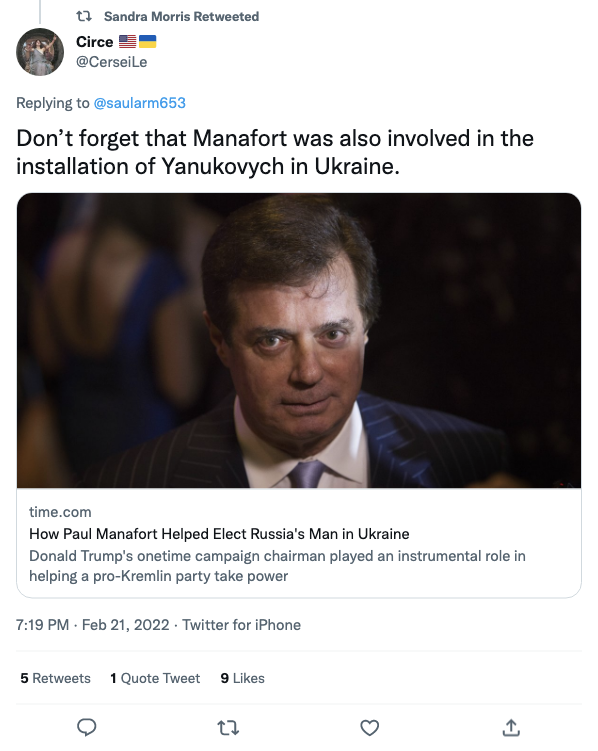 Sandra Morris Retweeted
Circe 🇺🇸🇺🇦
@CerseiLe
Replying to @saularm653
Don’t forget that Manafort was also involved in the
installation of Yanukovych in Ukraine.
time.com
How Paul Manafort Helped Elect Russia's Man in Ukraine
Donald Trump's onetime campaign chairman played an instrumental role in
helping a pro-Kremlin party take power
7:19 PM · Feb 21, 2022 · Twitter for iPhone
5 Retweets 1 Quote Tweet 9 Likes